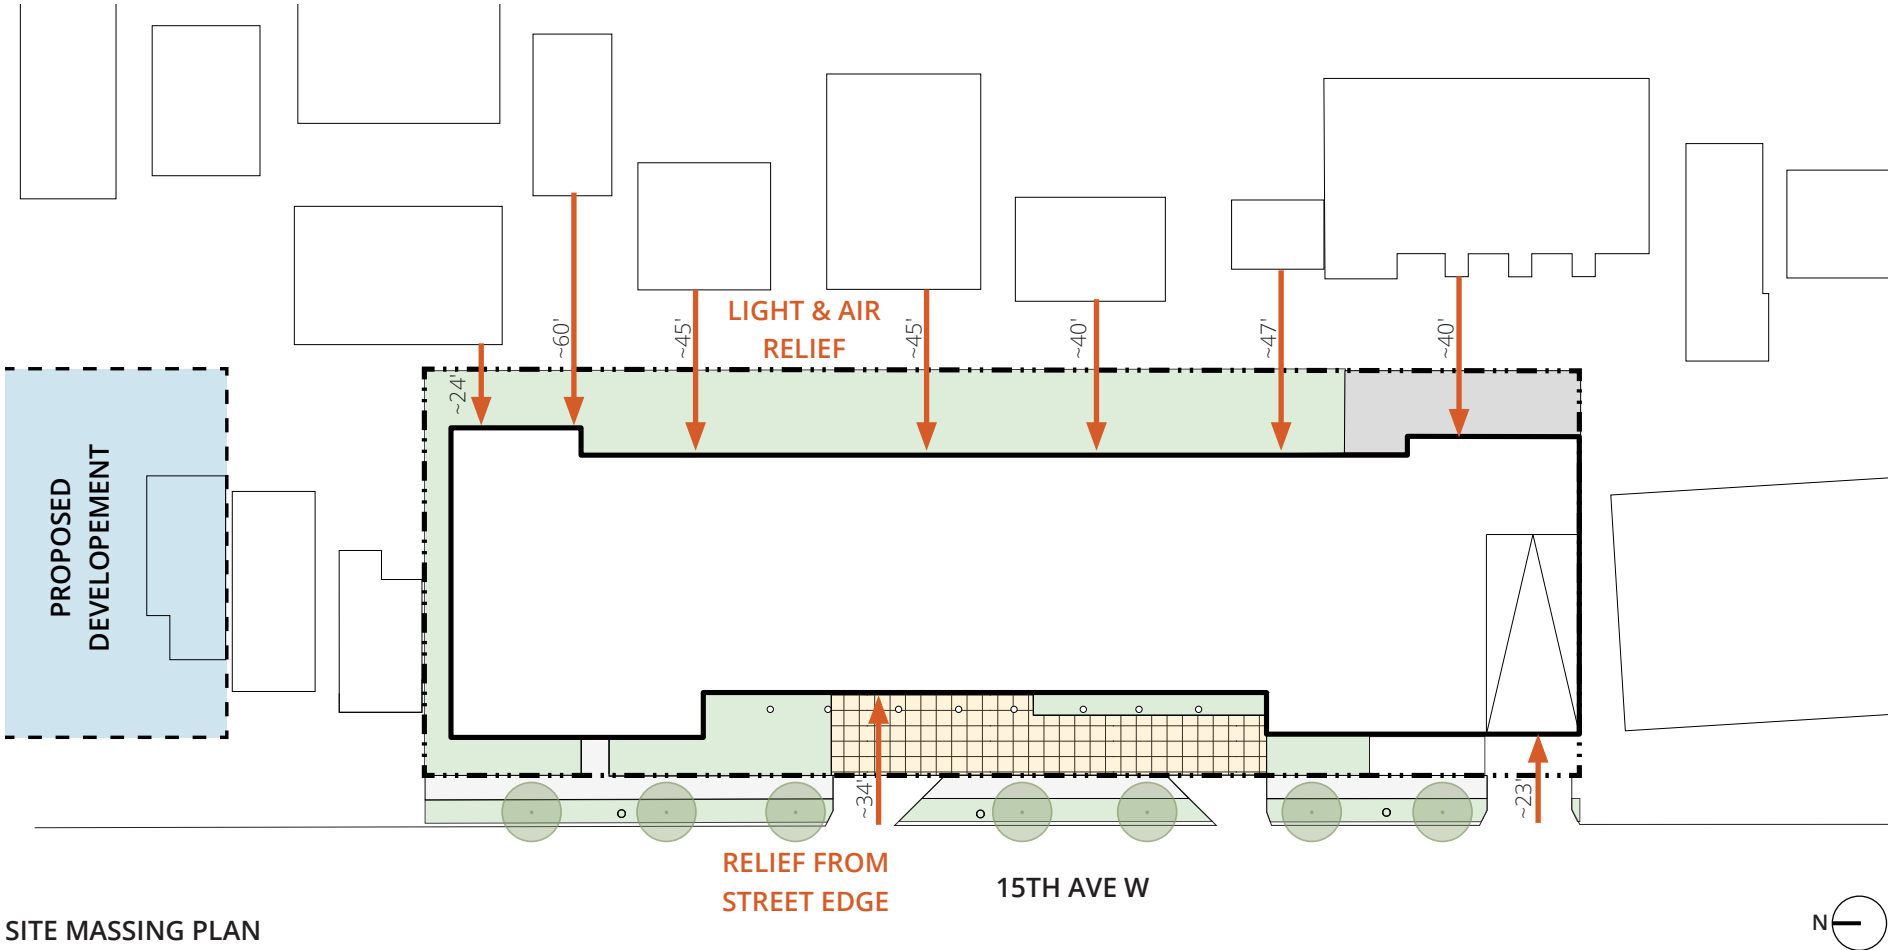 LIGHT & AIR
RELIEF
~24'
~60'
~45'
~45'
~40'
~47'
~40'
PROPOSED
DEVELOPEMENT
~34'
~23'
RELIEF FROM
STREET EDGE
15TH AVE W
SITE MASSING PLAN
N